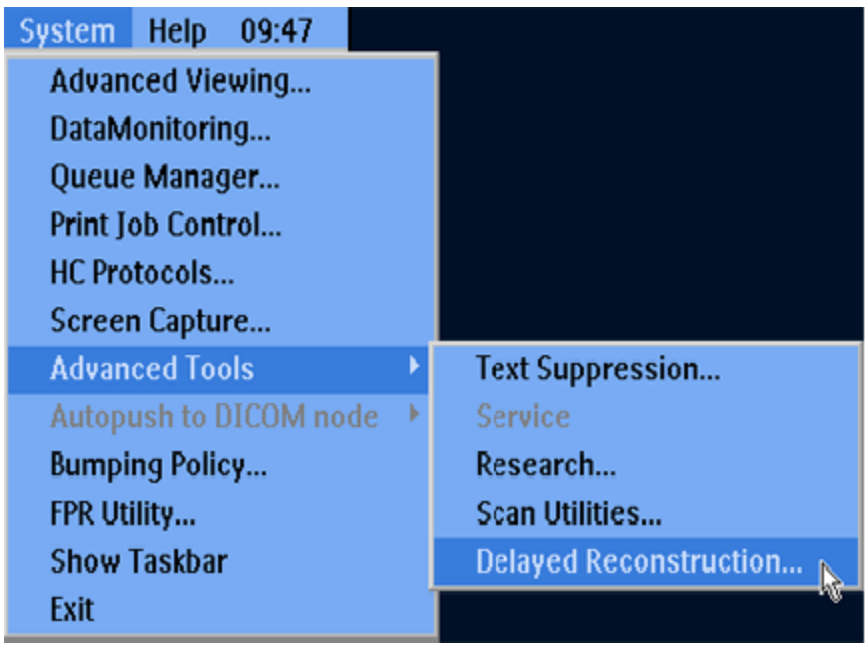 System Help 09:47
Advanced Viewing...
DataMonitoring...
Queue Manager...
Print Job Control...
HC Protocols...
Screen Capture...
Advanced Tools
Autopush to DICOM node
Bumping Policy...
FPR Utility...
Show Taskbar
Exit
Text Suppression...
Service
Research...
Scan Utilities...
Delayed Reconstruction...